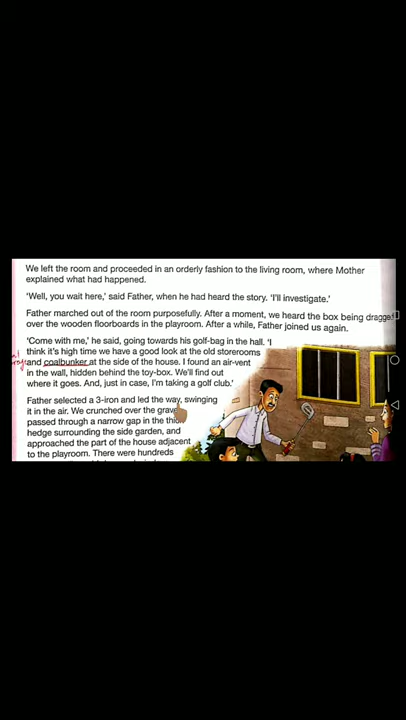 We left the room and proceeded in an orderly fashion to the living room, where Mother
explained what had happened.
'Well, you wait here,' said Father, when he had heard the story. 'I'll investigate.'
Father marched out of the room purposefully. After a moment, we heard the box being dragged
over the wooden floorboards in the playroom. After a while, Father joined us again.
'Come with me,' he said, going towards his golf-bag in the hall. 'I
think it's high time we have a good look at the old storerooms
and coalbunker at the side of the house. I found an air-vent
in the wall, hidden behind the toy-box. We'll find out
where it goes. And, just in case, I'm taking a golf club.'
Father selected a 3-iron and led the way, swinging
it in the air. We crunched over the
passed through a narrow gap in the
hedge surrounding the side garden, and
approached the part of the house adjacent
to the playroom. There were hundreds